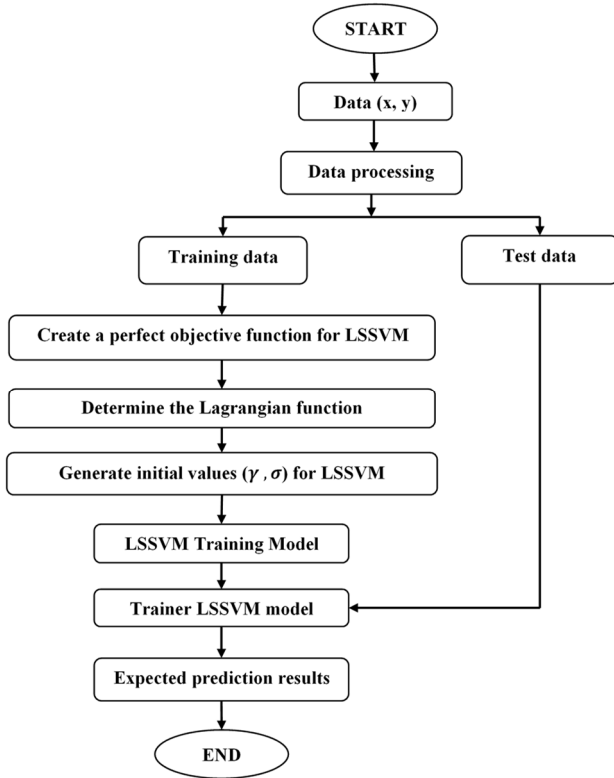 START
Data (x, y)
Data processing
Training data
Test data
Create a perfect objective function for LSSVM
Determine the Lagrangian function
Generate initial values (γ , σ) for LSSVM
LSSVM Training Model
Trainer LSSVM model
Expected prediction results
END